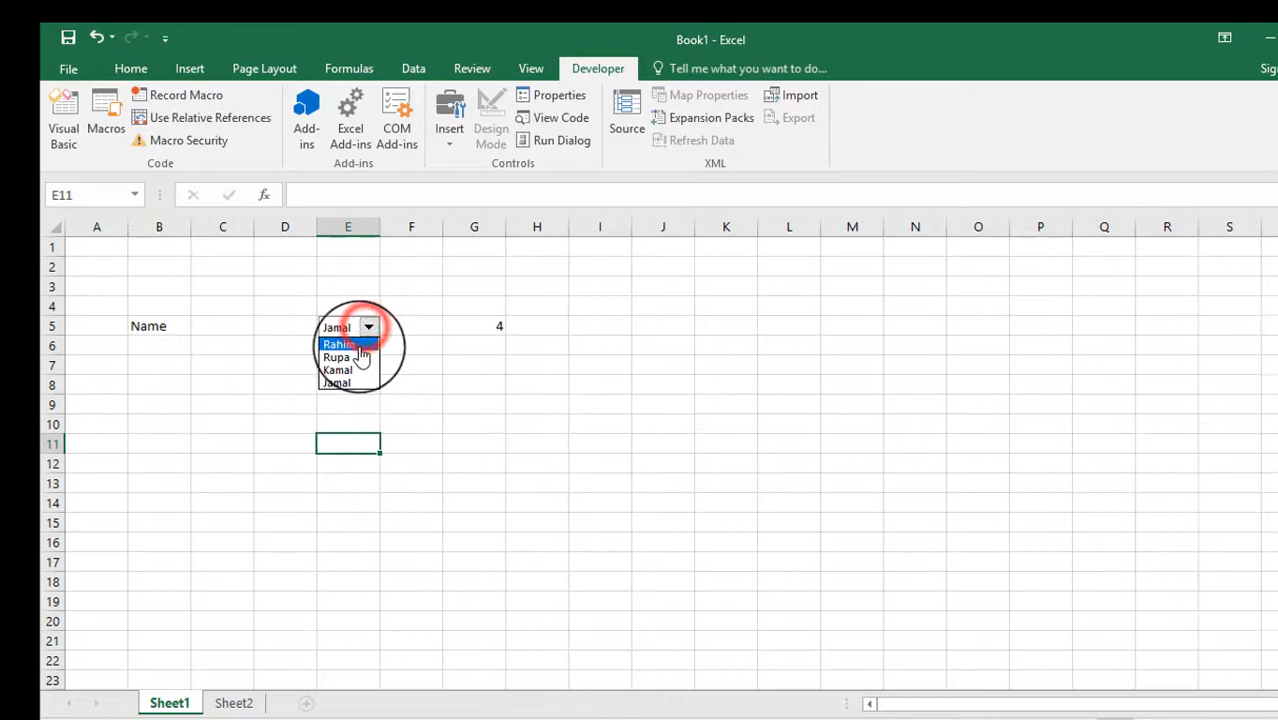 Book1 - Excel
File Home Insert Page Layout Formulas Data Review View Developer Tell me what you want to do...
Visual Basic
Macros
Record Macro
Use Relative References
Macro Security
Code
Add-ins
Excel Add-ins
COM Add-ins
Add-ins
Insert
Design Mode
Properties
View Code
Run Dialog
Controls
Source
Map Properties
Expansion Packs
Refresh Data
Import
Export
XML
E11
fx
A B C D E F G H I J K L M N O P Q R S
1
2
3
4
5 Name Jamal 4
6 Rahim
Rupa
7 Kamal
8 Jamal
9
10
11
12
13
14
15
16
17
18
19
20
21
22
23
Sheet1 Sheet2